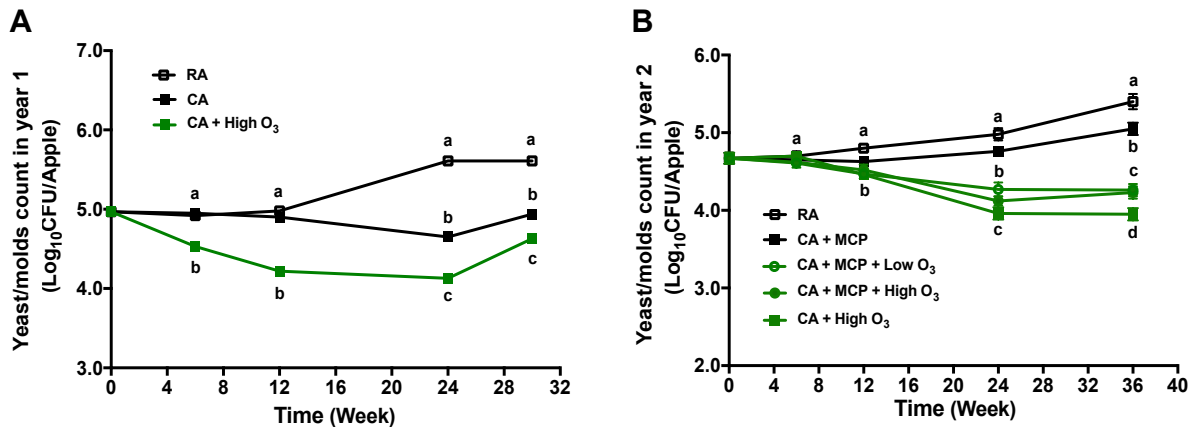 A
Yeast/molds count in year 1
(Log10CFU/Apple)
7.0
6.0
5.0
4.0
3.0
RA
CA
CA + High O3
a
a
a
a
b
b
b
b
c
c
0
4
8
12
16
20
24
28
32
Time (Week)
B
Yeast/molds count in year 2
(Log10CFU/Apple)
6.0
5.0
4.0
3.0
2.0
a
a
a
a
b
b
b
c
c
d
RA
CA + MCP
CA + MCP + Low O3
CA + MCP + High O3
CA + High O3
0
4
8
12
16
20
24
28
32
36
40
Time (Week)